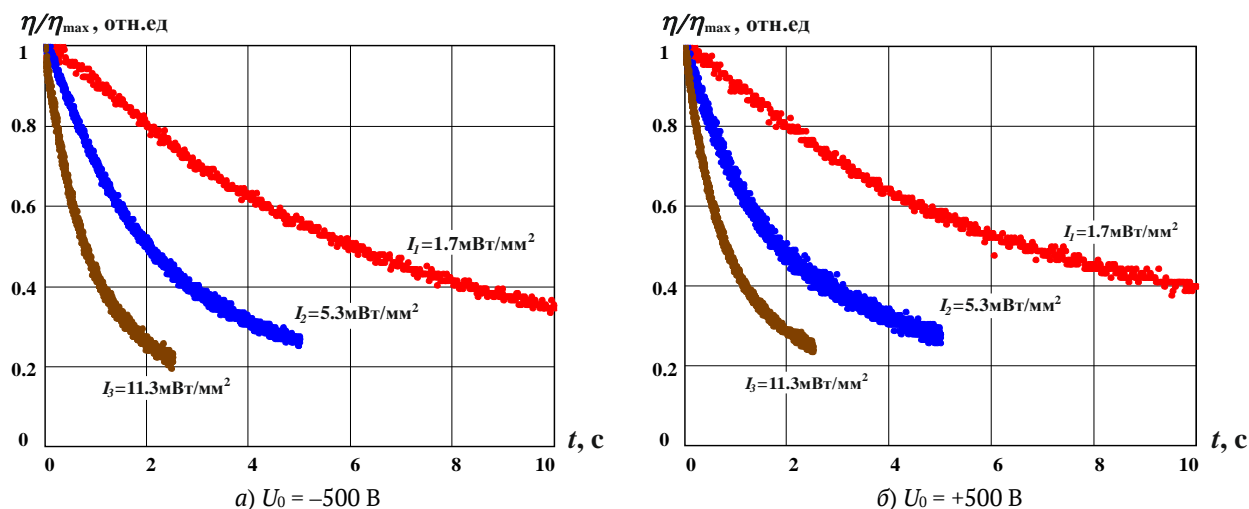 η/ηmax, отн.ед
1
0.8
0.6
0.4
0.2
0
I1=1.7мВт/мм2
I2=5.3мВт/мм2
I3=11.3мВт/мм2
0 2 4 6 8 10
t, с
а) U0 = –500 В
η/ηmax, отн.ед
1
0.8
0.6
0.4
0.2
0
I1=1.7мВт/мм2
I2=5.3мВт/мм2
I3=11.3мВт/мм2
0 2 4 6 8 10
t, с
б) U0 = +500 В